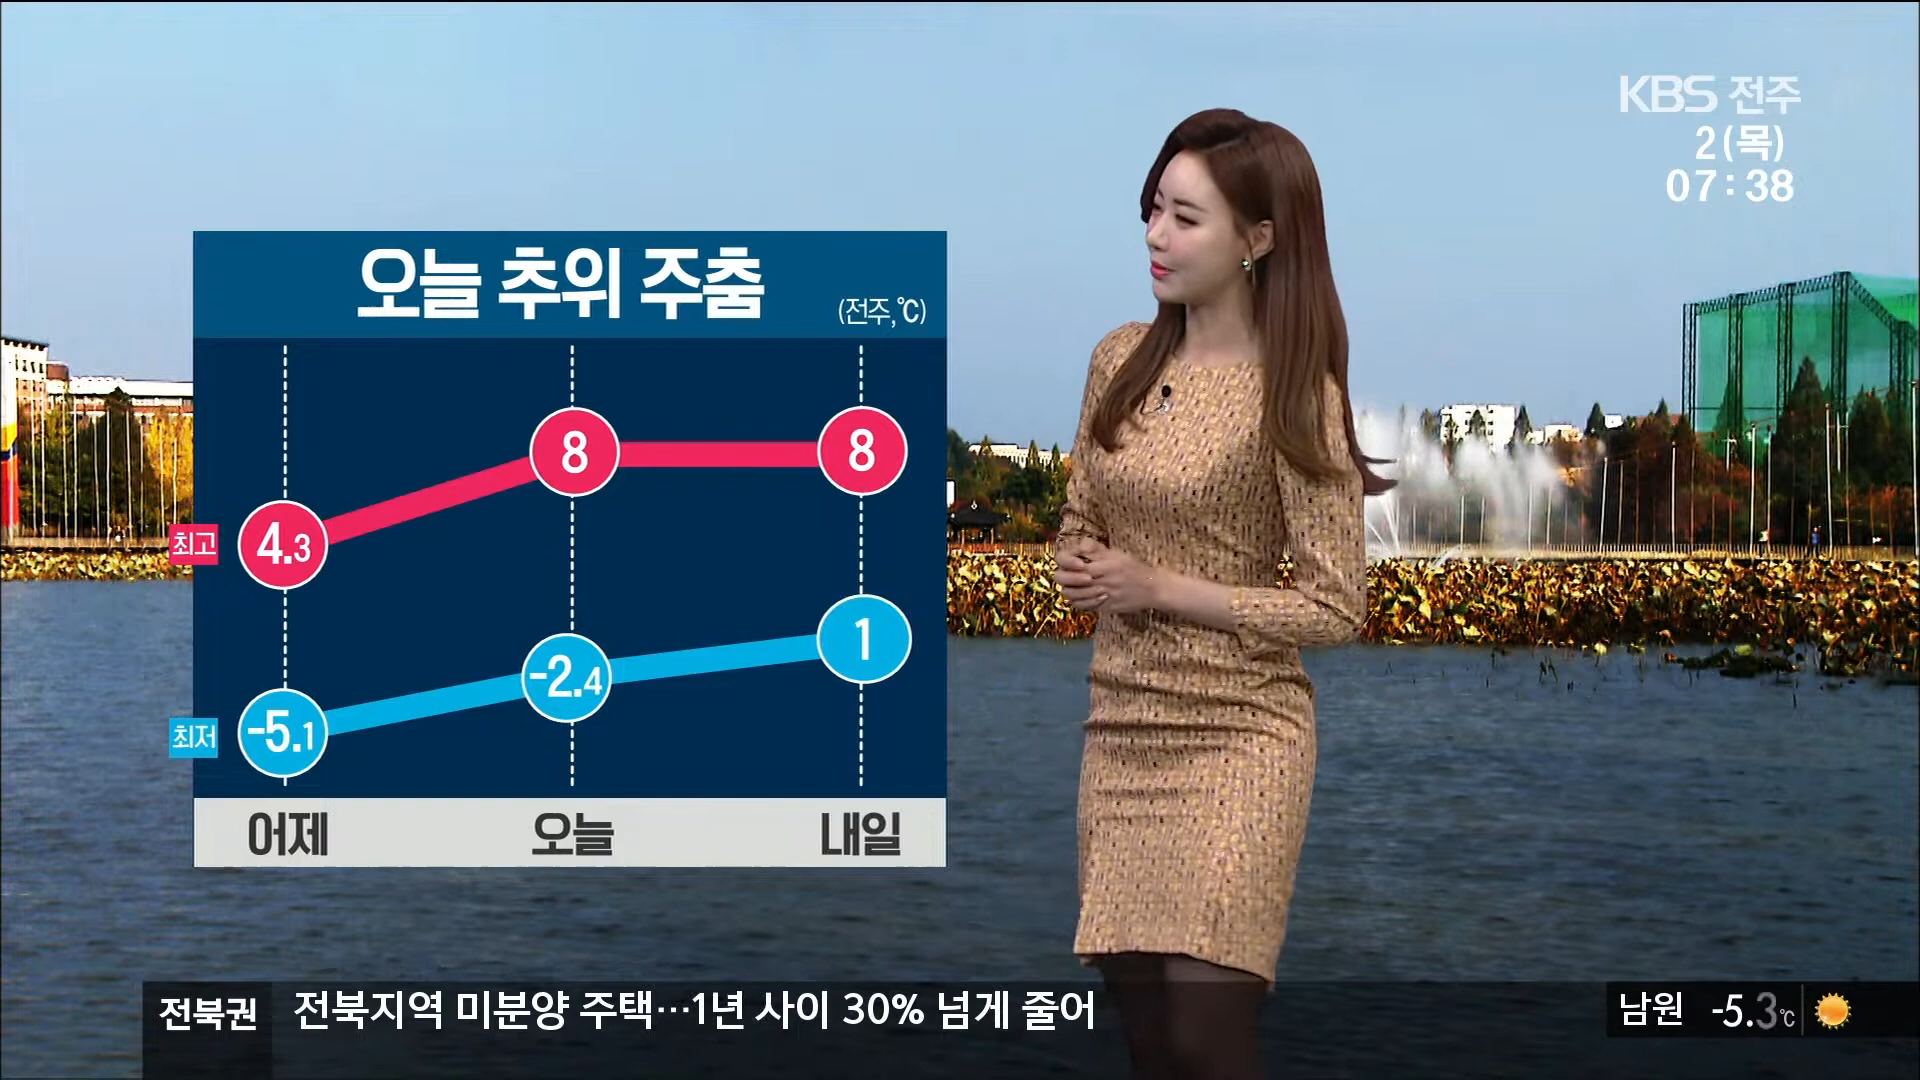 KBS 전주
2(목)
07:38
오늘 추위 주춤
(전주,℃)
8
8
4.3
최고
1
-2.4
-5.1
최저
어제 오늘 내일
전북권 전북지역 미분양 주택…1년 사이 30% 넘게 줄어
남원 -5.3℃